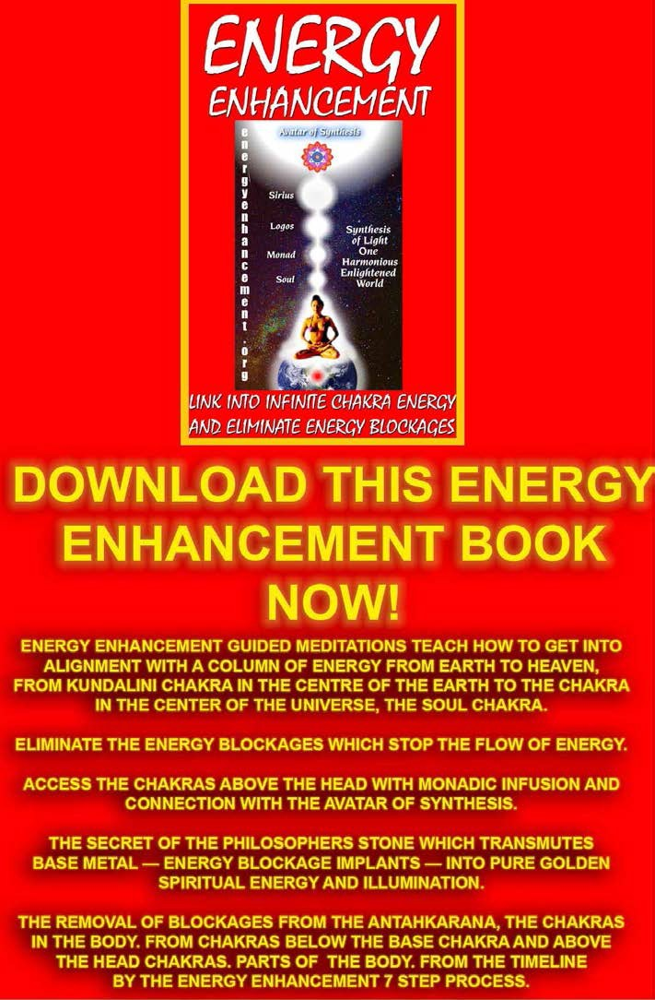 ENERGY
ENHANCEMENT
energyenhancement.org
Avatar of Synthesis
Sirius
Logos
Monad
Soul
Synthesis
of Light
One
Harmonious
Enlightened
World
LINK INTO INFINITE CHAKRA ENERGY
AND ELIMINATE ENERGY BLOCKAGES
DOWNLOAD THIS ENERGY
ENHANCEMENT BOOK
NOW!
ENERGY ENHANCEMENT GUIDED MEDITATIONS TEACH HOW TO GET INTO
ALIGNMENT WITH A COLUMN OF ENERGY FROM EARTH TO HEAVEN,
FROM KUNDALINI CHAKRA IN THE CENTRE OF THE EARTH TO THE CHAKRA
IN THE CENTER OF THE UNIVERSE, THE SOUL CHAKRA.
ELIMINATE THE ENERGY BLOCKAGES WHICH STOP THE FLOW OF ENERGY.
ACCESS THE CHAKRAS ABOVE THE HEAD WITH MONADIC INFUSION AND
CONNECTION WITH THE AVATAR OF SYNTHESIS.
THE SECRET OF THE PHILOSOPHERS STONE WHICH TRANSMUTES
BASE METAL — ENERGY BLOCKAGE IMPLANTS — INTO PURE GOLDEN
SPIRITUAL ENERGY AND ILLUMINATION.
THE REMOVAL OF BLOCKAGES FROM THE ANTAHKARANA, THE CHAKRAS
IN THE BODY. FROM CHAKRAS BELOW THE BASE CHAKRA AND ABOVE
THE HEAD CHAKRAS. PARTS OF THE BODY. FROM THE TIMELINE
BY THE ENERGY ENHANCEMENT 7 STEP PROCESS.